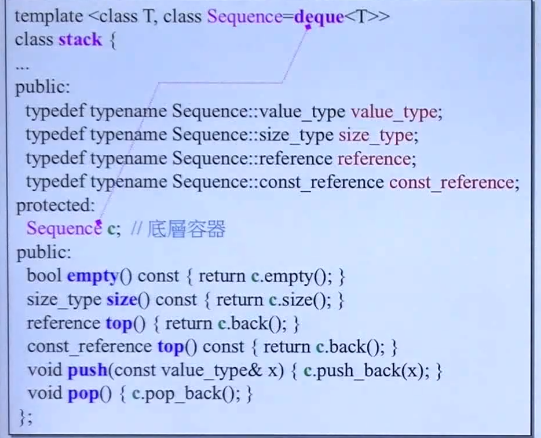 template <class T, class Sequence=deque<T>>
class stack {
...
public:
typedef typename Sequence::value_type value_type;
typedef typename Sequence::size_type size_type;
typedef typename Sequence::reference reference;
typedef typename Sequence::const_reference const_reference;
protected:
Sequence c; // 底層容器
public:
bool empty() const { return c.empty(); }
size_type size() const { return c.size(); }
reference top() { return c.back(); }
const_reference top() const { return c.back(); }
void push(const value_type& x) { c.push_back(x); }
void pop() { c.pop_back(); }
};